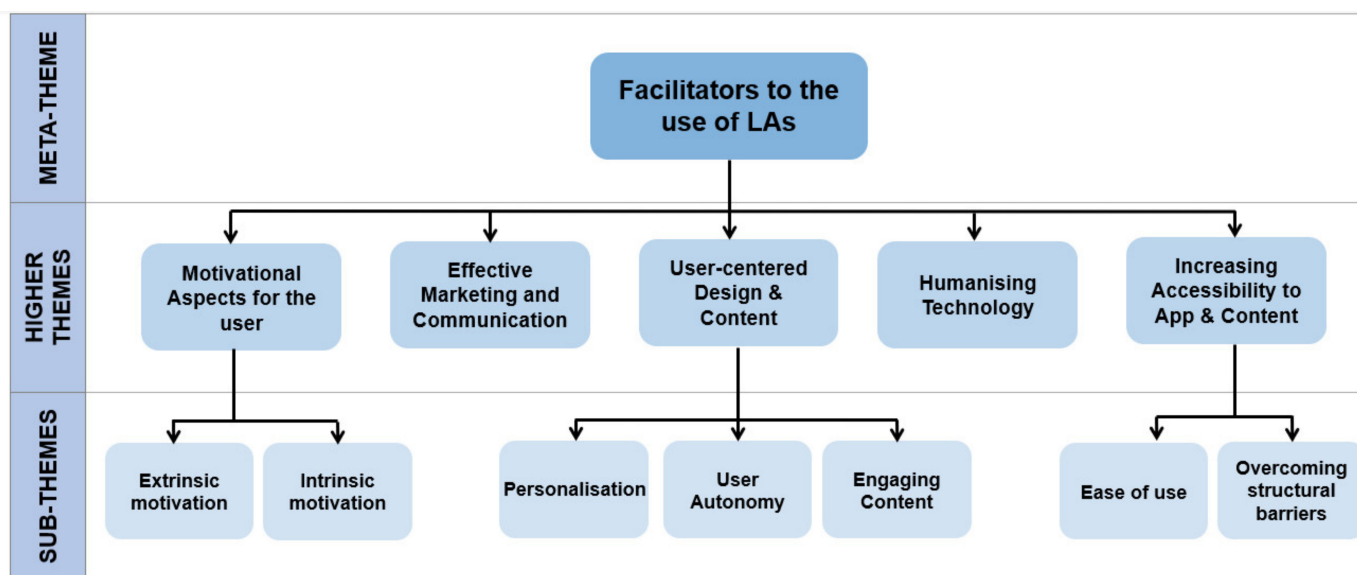 META-THEME
Facilitators to the
use of LAs
HIGHER
THEMES
Motivational
Aspects for the
user
Effective
Marketing and
Communication
User-centered
Design &
Content
Humanising
Technology
Increasing
Accessibility to
App & Content
SUB-THEMES
Extrinsic
motivation
Intrinsic
motivation
Personalisation
User
Autonomy
Engaging
Content
Ease of use
Overcoming
structural
barriers